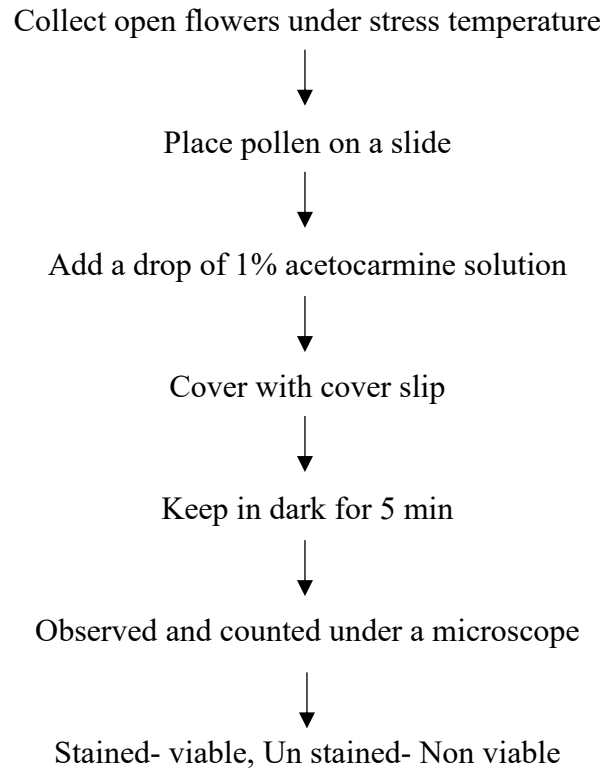 Collect open flowers under stress temperature
Place pollen on a slide
Add a drop of 1% acetocarmine solution
Cover with cover slip
Keep in dark for 5 min
Observed and counted under a microscope
Stained- viable, Un stained- Non viable